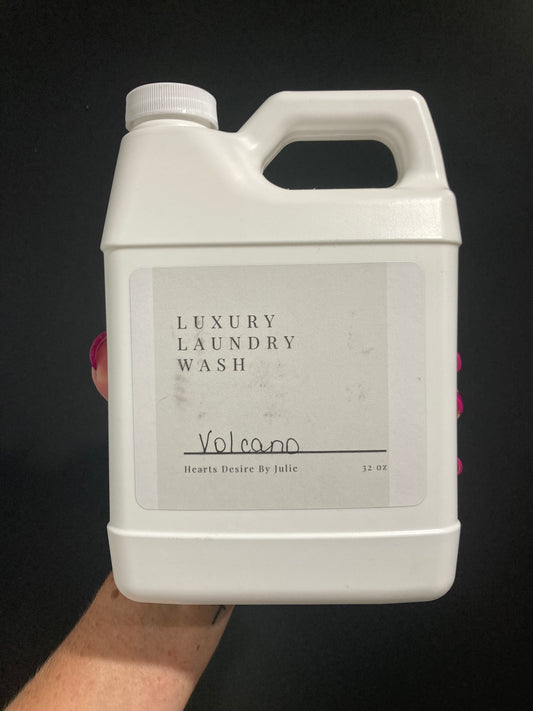 LUXURY
LAUNDRY
WASH
Volcano
Hearts Desire By Julie 32 oz